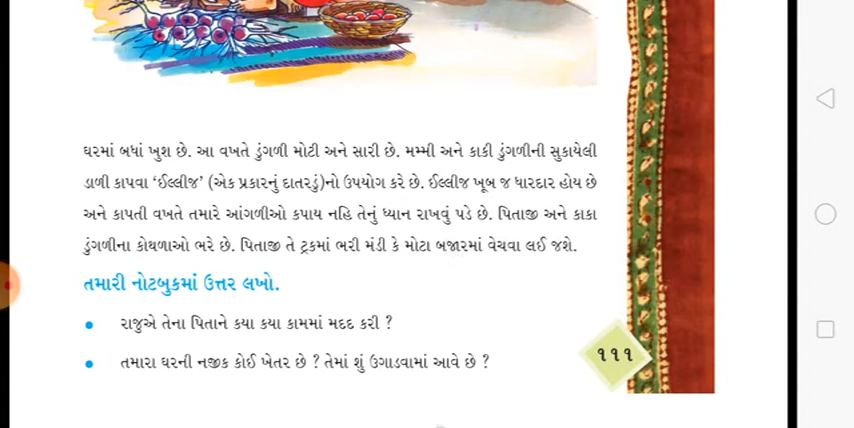 ઘરમાં બધાં ખુશ છે. આ વખતે ડુંગળી મોટી અને સારી છે. મમ્મી અને કાકી ડુંગળીની સુકાયેલી
ડાળી કાપવા ‘ઈલ્લીજ’ (એક પ્રકારનું દાતરડું)નો ઉપયોગ કરે છે. ઈલ્લીજ ખૂબ જ ધારદાર હોય છે
અને કાપતી વખતે તમારે આંગળીઓ કપાય નહિ તેનું ધ્યાન રાખવું પડે છે. પિતાજી અને કાકા
ડુંગળીના કોથળાઓ ભરે છે. પિતાજી તે ટ્રકમાં ભરી મંડી કે મોટા બજારમાં વેચવા લઈ જશે.
તમારી નોટબુકમાં ઉત્તર લખો.
● રાજુએ તેના પિતાને કયા કયા કામમાં મદદ કરી ?
● તમારા ઘરની નજીક કોઈ ખેતર છે ? તેમાં શું ઉગાડવામાં આવે છે ?
૧૧૧